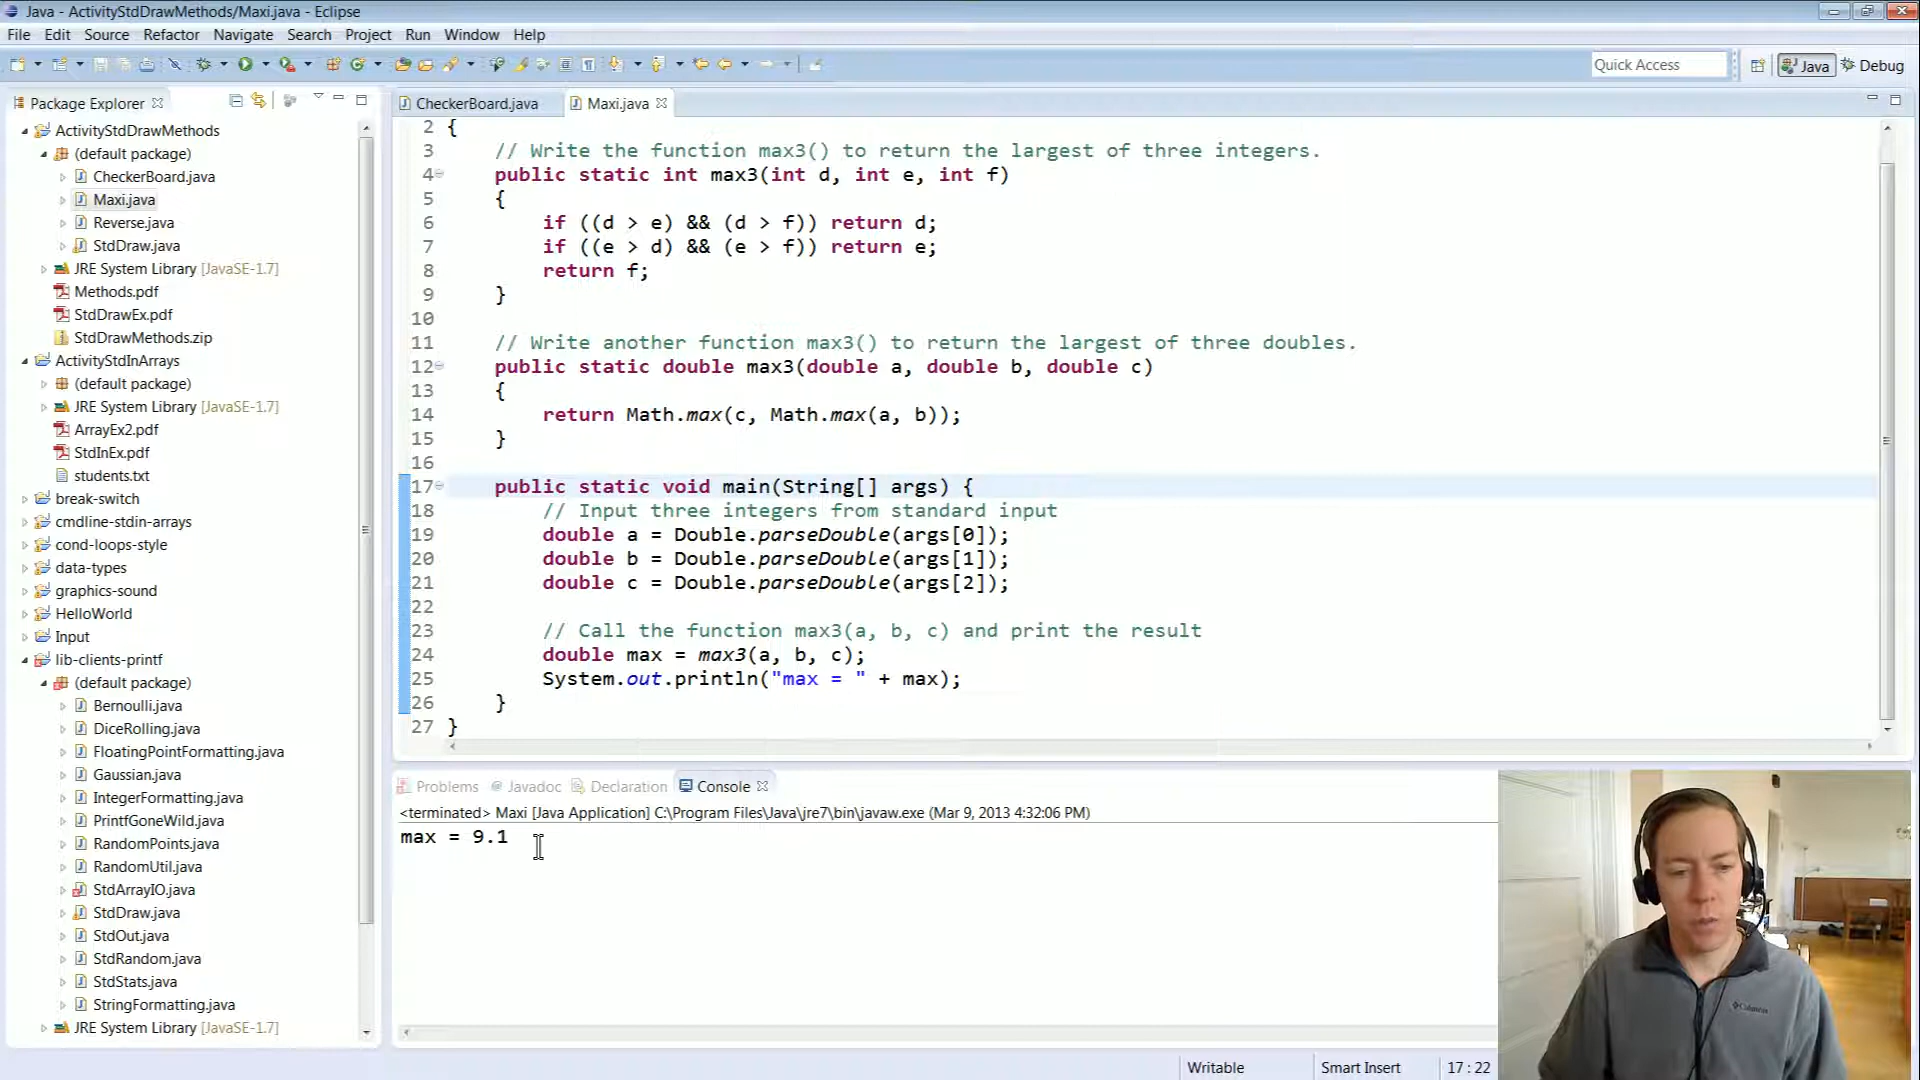 Java - ActivityStdDrawMethods/Maxi.java - Eclipse
File Edit Source Refactor Navigate Search Project Run Window Help
Quick Access
Java
Debug
Package Explorer
ActivityStdDrawMethods
(default package)
CheckerBoard.java
Maxi.java
Reverse.java
StdDraw.java
JRE System Library [JavaSE-1.7]
Methods.pdf
StdDrawEx.pdf
StdDrawMethods.zip
ActivityStdInArrays
(default package)
JRE System Library [JavaSE-1.7]
ArrayEx2.pdf
StdInEx.pdf
students.txt
break-switch
cmdline-stdin-arrays
cond-loops-style
data-types
graphics-sound
HelloWorld
Input
lib-clients-printf
(default package)
Bernoulli.java
DiceRolling.java
FloatingPointFormatting.java
Gaussian.java
IntegerFormatting.java
PrintfGoneWild.java
RandomPoints.java
RandomUtil.java
StdArrayIO.java
StdDraw.java
StdOut.java
StdRandom.java
StdStats.java
StringFormatting.java
JRE System Library [JavaSE-1.7]
CheckerBoard.java Maxi.java
2 {
3 // Write the function max3() to return the largest of three integers.
4 public static int max3(int d, int e, int f)
5 {
6 if ((d > e) && (d > f)) return d;
7 if ((e > d) && (e > f)) return e;
8 return f;
9 }
10
11 // Write another function max3() to return the largest of three doubles.
12 public static double max3(double a, double b, double c)
13 {
14 return Math.max(c, Math.max(a, b));
15 }
16
17 public static void main(String[] args) {
18 // Input three integers from standard input
19 double a = Double.parseDouble(args[0]);
20 double b = Double.parseDouble(args[1]);
21 double c = Double.parseDouble(args[2]);
22
23 // Call the function max3(a, b, c) and print the result
24 double max = max3(a, b, c);
25 System.out.println("max = " + max);
26 }
27 }
Problems Javadoc Declaration Console
<terminated> Maxi [Java Application] C:\Program Files\Java\jre7\bin\javaw.exe (Mar 9, 2013 4:32:06 PM)
max = 9.1
Columbia
Writable Smart Insert 17 : 22